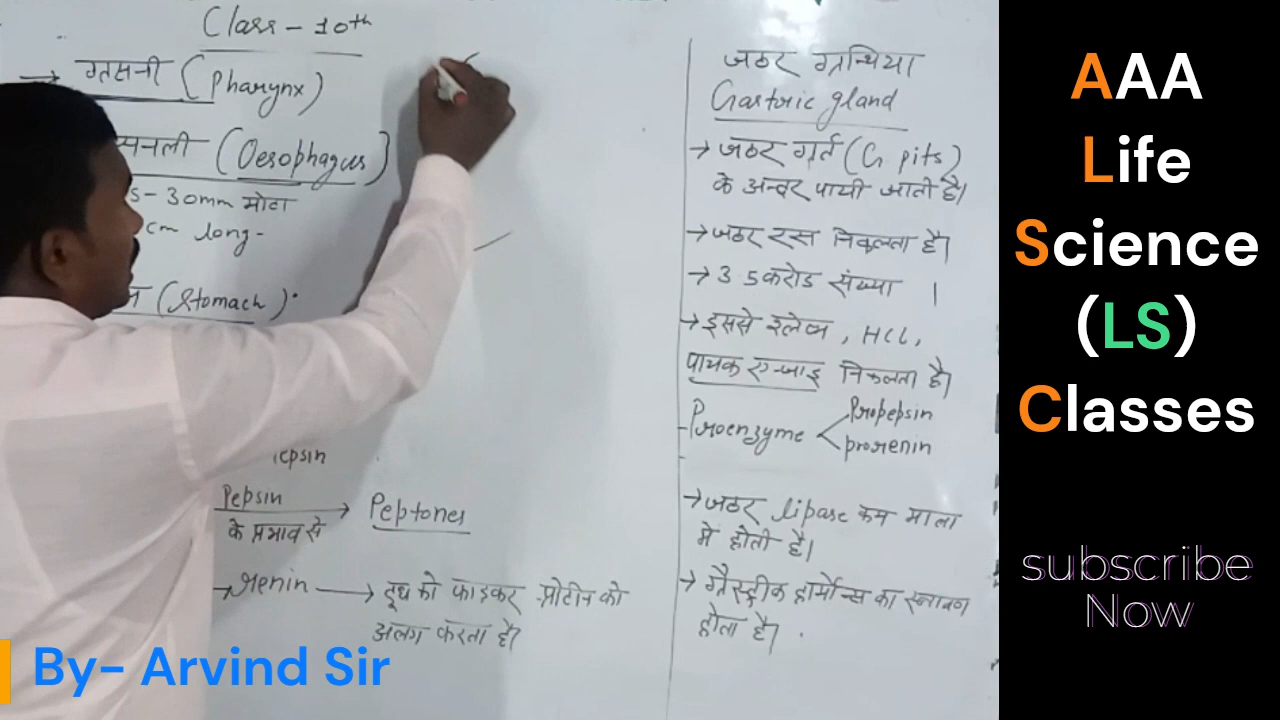 Class - 10th
ग्रसनी (Pharynx)
(Oesophagus)
- 30mm मोटा
cm long-
(Stomach)
Pepsin
के प्रभाव से
Peptones
→ renin → दूध को फाड़कर प्रोटीन को
अलग करता है।
जठर ग्रन्थिया
Gastric gland
→ जठर गर्त (G. pits)
के अन्दर पायी जाती है।
→ जठर रस निकलता है।
→ 3.5 करोड़ संख्या ।
→ इससे श्लेष्म, HCl,
पाचक एन्जाइ निकलता है।
- Proenzyme < Propepsin
prorenin
→ जठर lipase कम मात्रा
में होती है।
→ गैस्ट्रीक हार्मोन्स का स्त्रावण
होता है।
By- Arvind Sir
AAA
Life
Science
(LS)
Classes
subscribe
Now